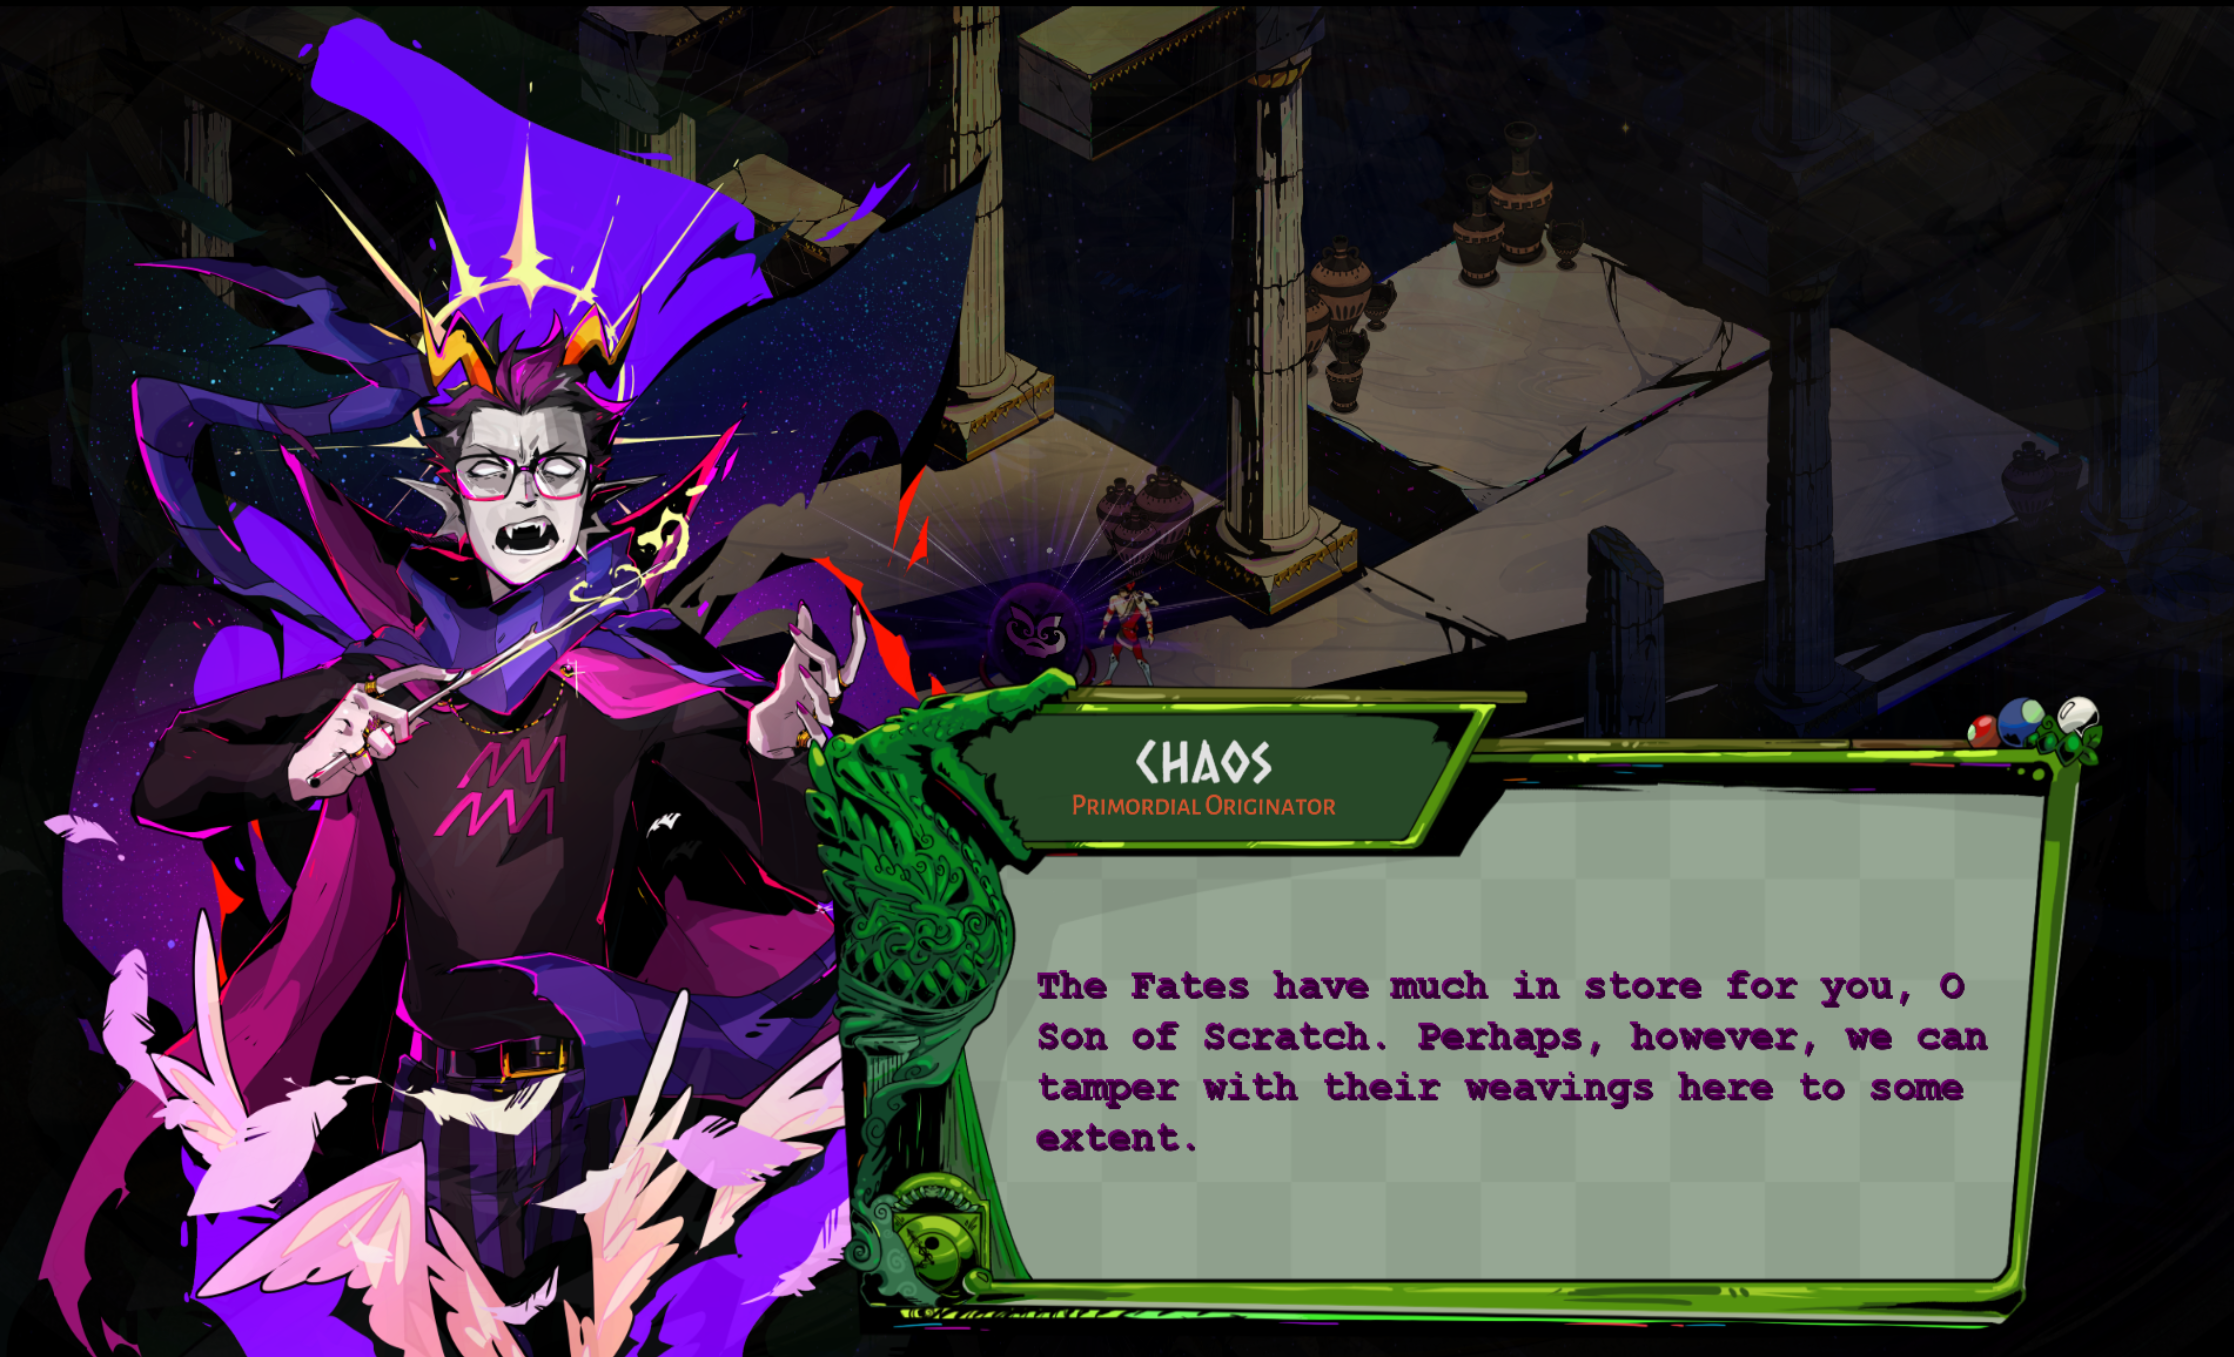 CHAOS
PRIMORDIAL ORIGINATOR
The Fates have much in store for you, O
Son of Scratch. Perhaps, however, we can
tamper with their weavings here to some
extent.